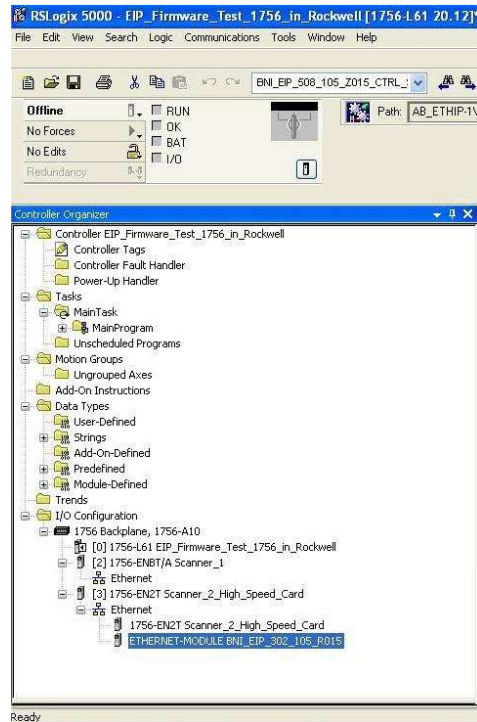 RSLogix 5000 - EIP_Firmware_Test_1756_in_Rockwell [1756-L61 20.12]*
File Edit View Search Logic Communications Tools Window Help
BNI_EIP_508_105_Z015_CTRL_
Offline
RUN
Path: AB_ETHIP-1\
No Forces
OK
No Edits
BAT
Redundancy
I/O
Controller Organizer
Controller EIP_Firmware_Test_1756_in_Rockwell
Controller Tags
Controller Fault Handler
Power-Up Handler
Tasks
MainTask
MainProgram
Unscheduled Programs
Motion Groups
Ungrouped Axes
Add-On Instructions
Data Types
User-Defined
Strings
Add-On-Defined
Predefined
Module-Defined
Trends
I/O Configuration
1756 Backplane, 1756-A10
[0] 1756-L61 EIP_Firmware_Test_1756_in_Rockwell
[2] 1756-ENBT/A Scanner_1
Ethernet
[3] 1756-EN2T Scanner_2_High_Speed_Card
Ethernet
1756-EN2T Scanner_2_High_Speed_Card
ETHERNET-MODULE BNI_EIP_302_105_R015
Ready